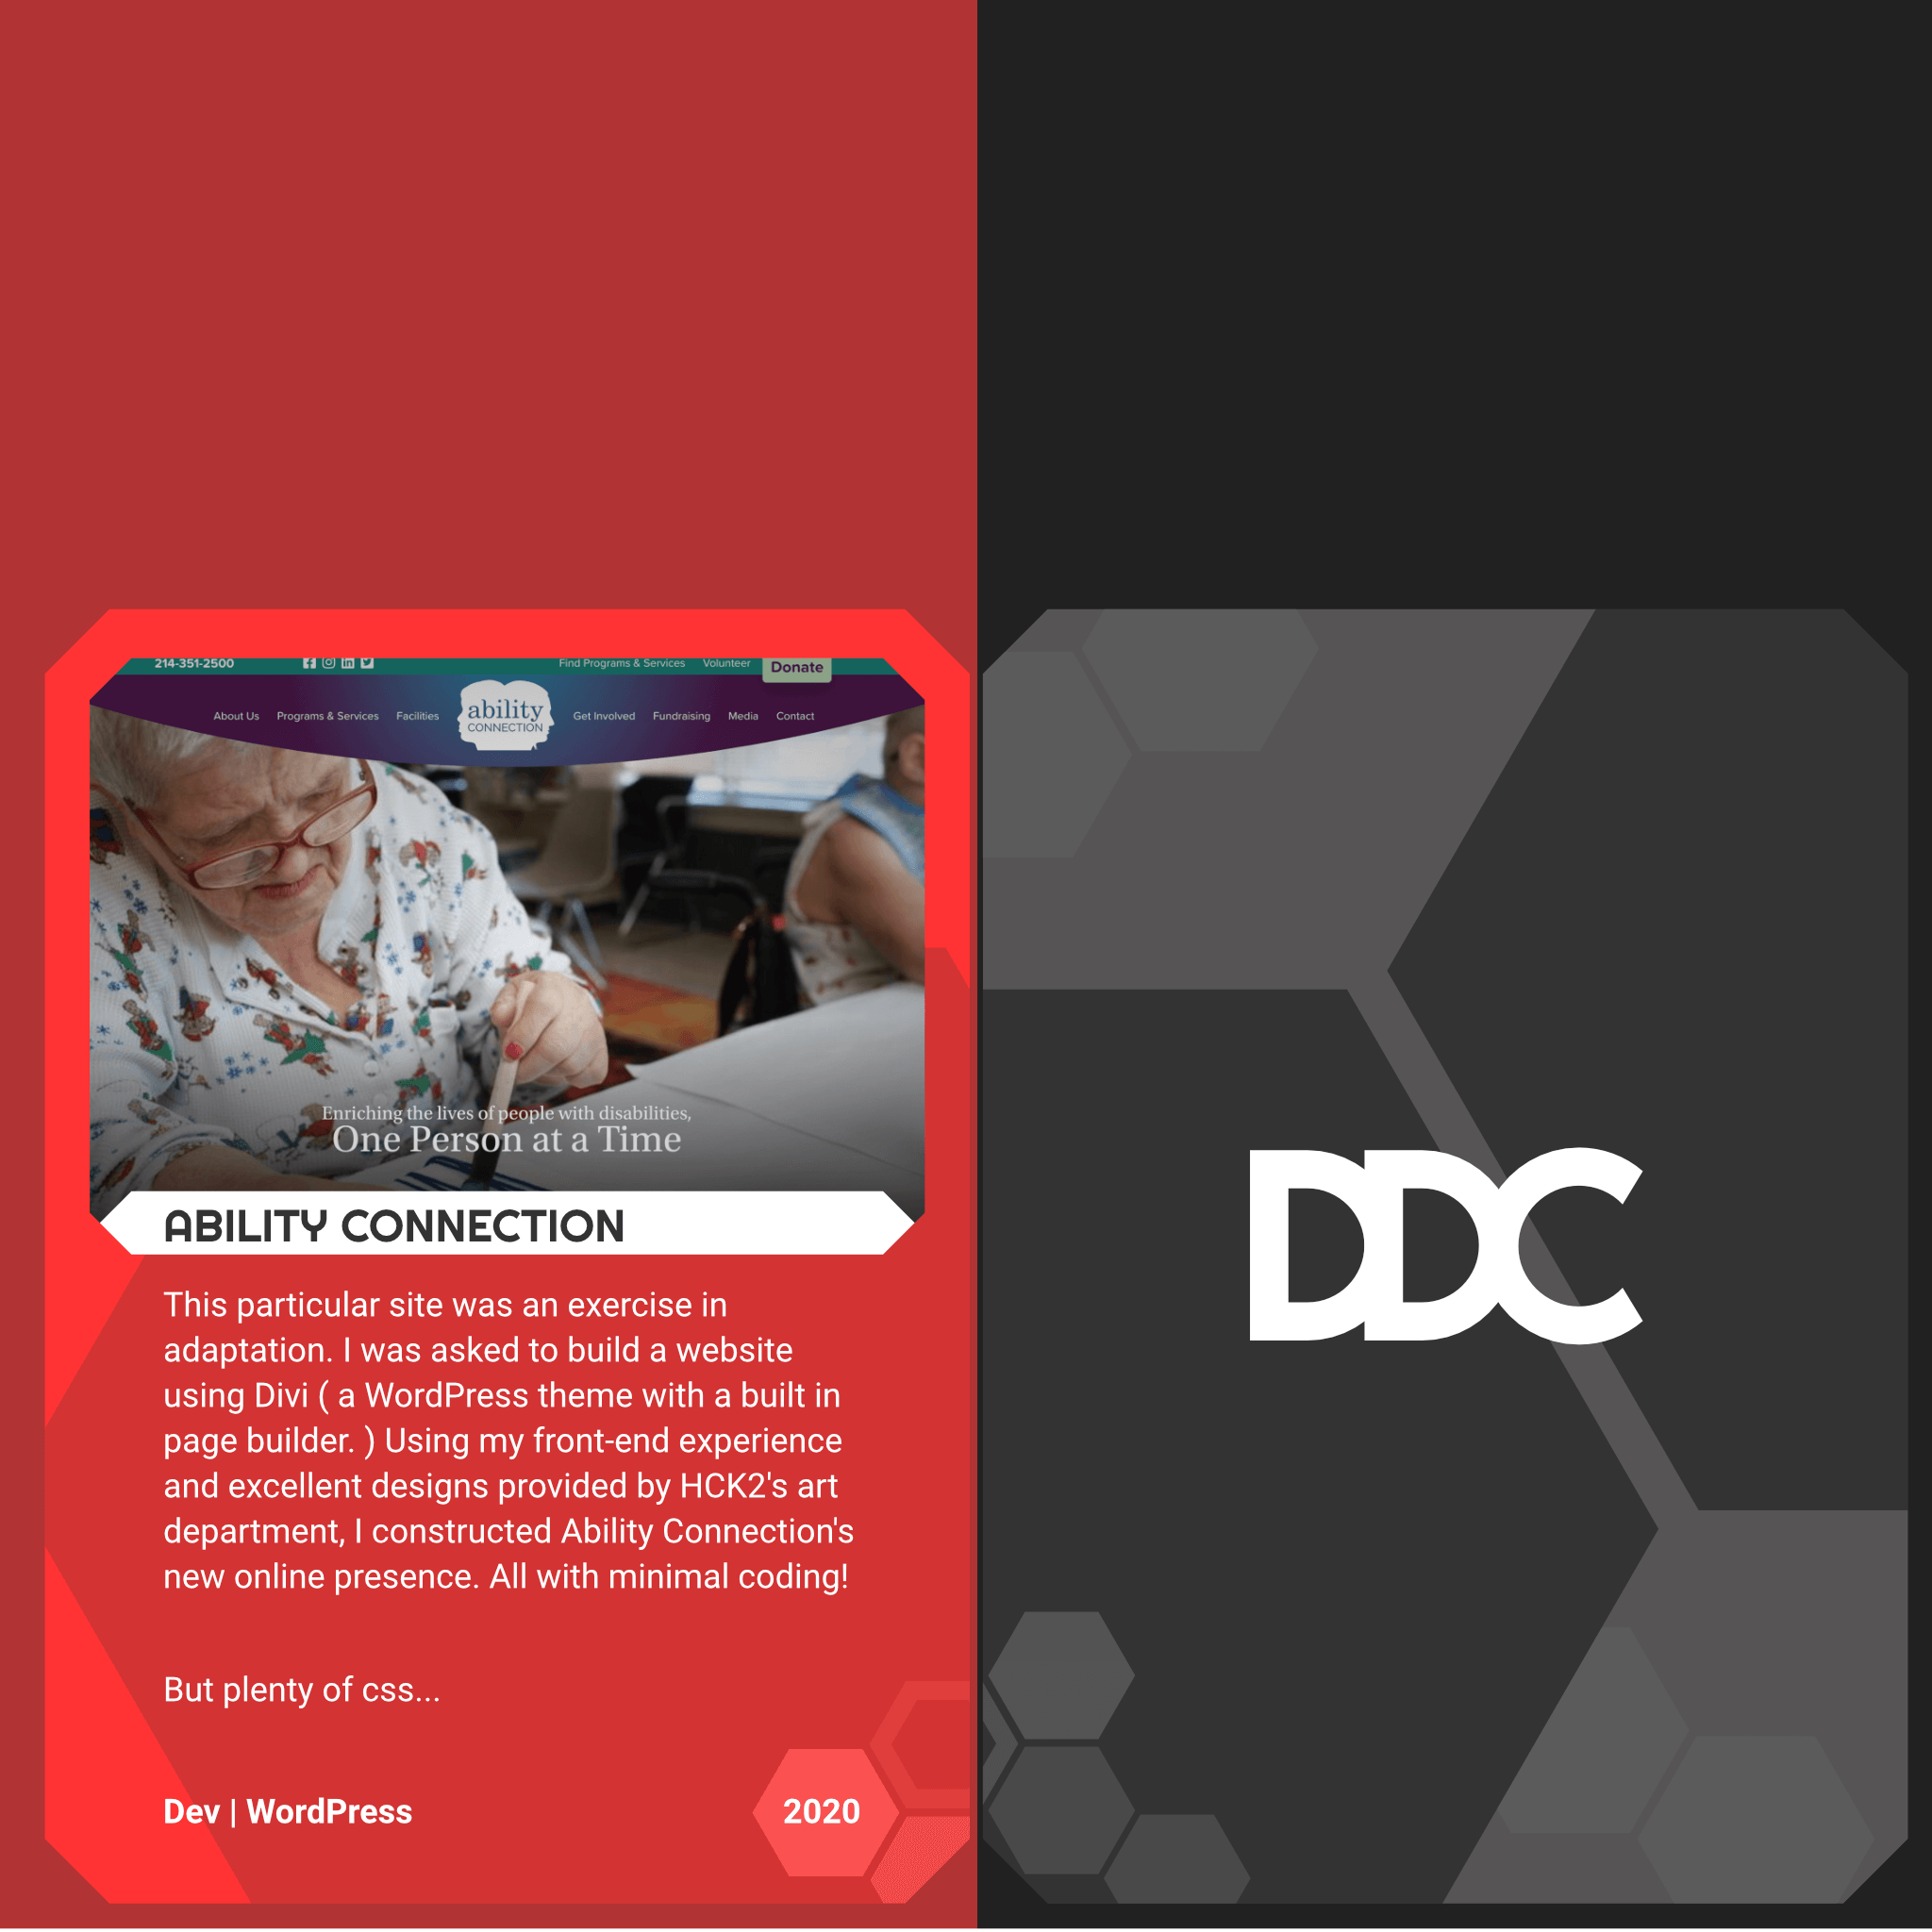 214-351-2500
Find Programs & Services Volunteer Donate
About Us Programs & Services Facilities
ability
CONNECTION
Get Involved Fundraising Media Contact
Enriching the lives of people with disabilities,
One Person at a Time
ABILITY CONNECTION
This particular site was an exercise in
adaptation. I was asked to build a website
using Divi ( a WordPress theme with a built in
page builder. ) Using my front-end experience
and excellent designs provided by HCK2's art
department, I constructed Ability Connection's
new online presence. All with minimal coding!
But plenty of css...
Dev | WordPress
2020
DDC